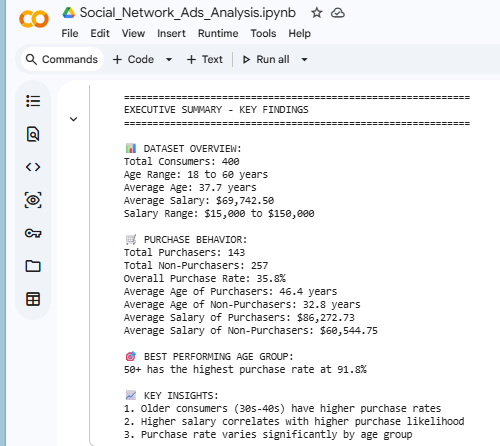 Social_Network_Ads_Analysis.ipynb
File Edit View Insert Runtime Tools Help
Commands + Code + Text Run all
======================================================================
EXECUTIVE SUMMARY - KEY FINDINGS
======================================================================
📊 DATASET OVERVIEW:
Total Consumers: 400
Age Range: 18 to 60 years
Average Age: 37.7 years
Average Salary: $69,742.50
Salary Range: $15,000 to $150,000
🛒 PURCHASE BEHAVIOR:
Total Purchasers: 143
Total Non-Purchasers: 257
Overall Purchase Rate: 35.8%
Average Age of Purchasers: 46.4 years
Average Age of Non-Purchasers: 32.8 years
Average Salary of Purchasers: $86,272.73
Average Salary of Non-Purchasers: $60,544.75
🎯 BEST PERFORMING AGE GROUP:
50+ has the highest purchase rate at 91.8%
📈 KEY INSIGHTS:
1. Older consumers (30s-40s) have higher purchase rates
2. Higher salary correlates with higher purchase likelihood
3. Purchase rate varies significantly by age group